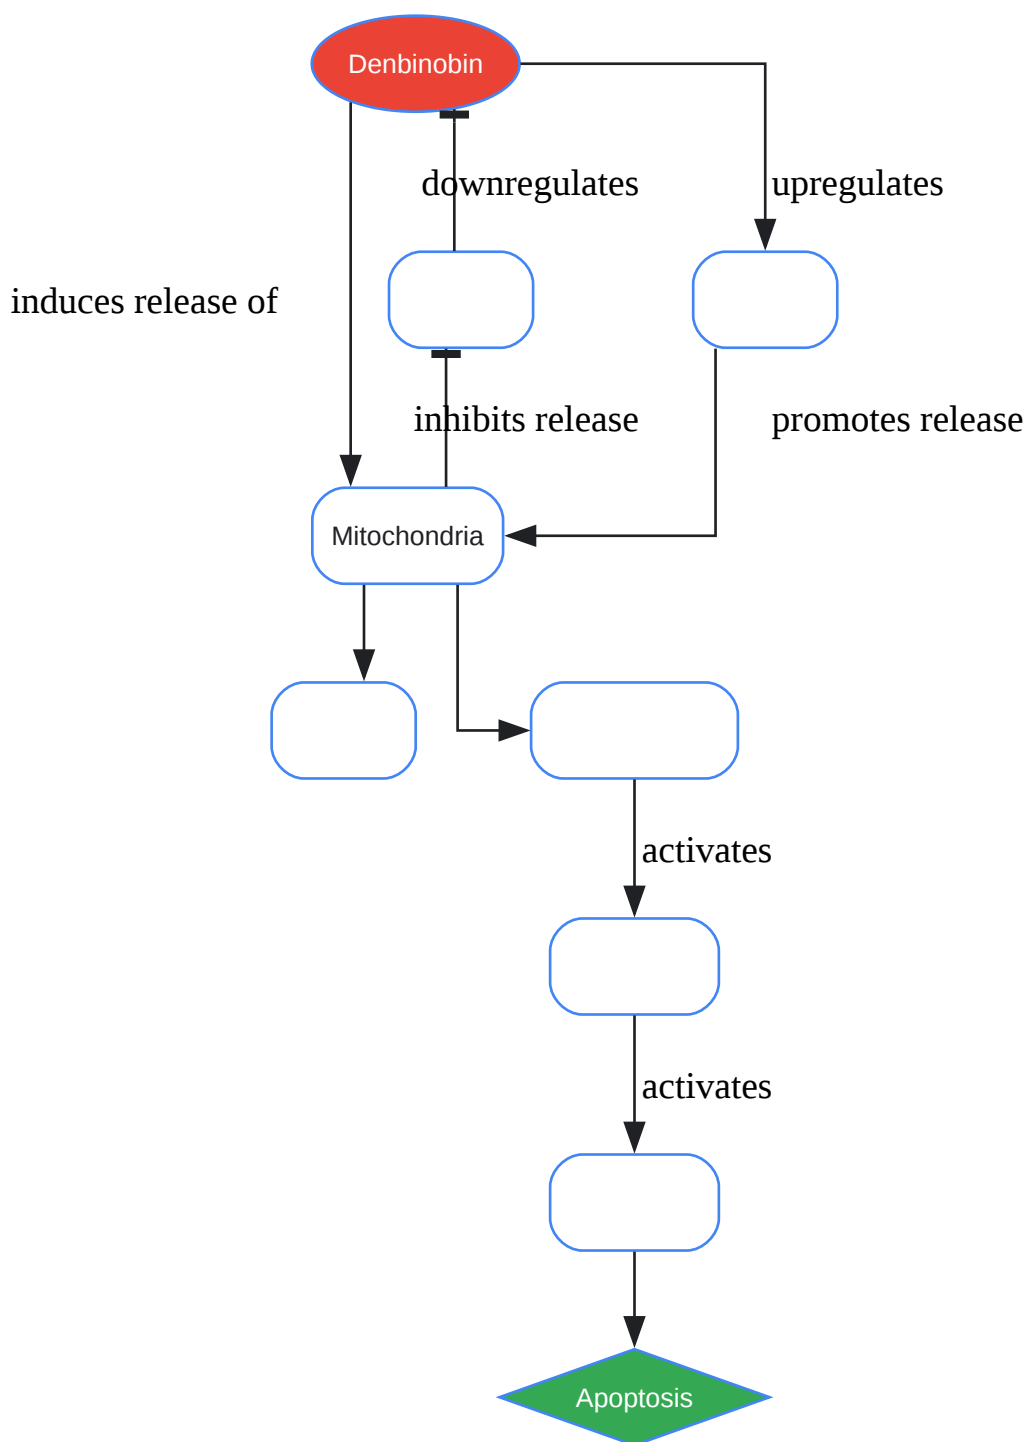 Denbinobin
downregulates
upregulates
induces release of
inhibits release
promotes release
Mitochondria
activates
activates
Apoptosis